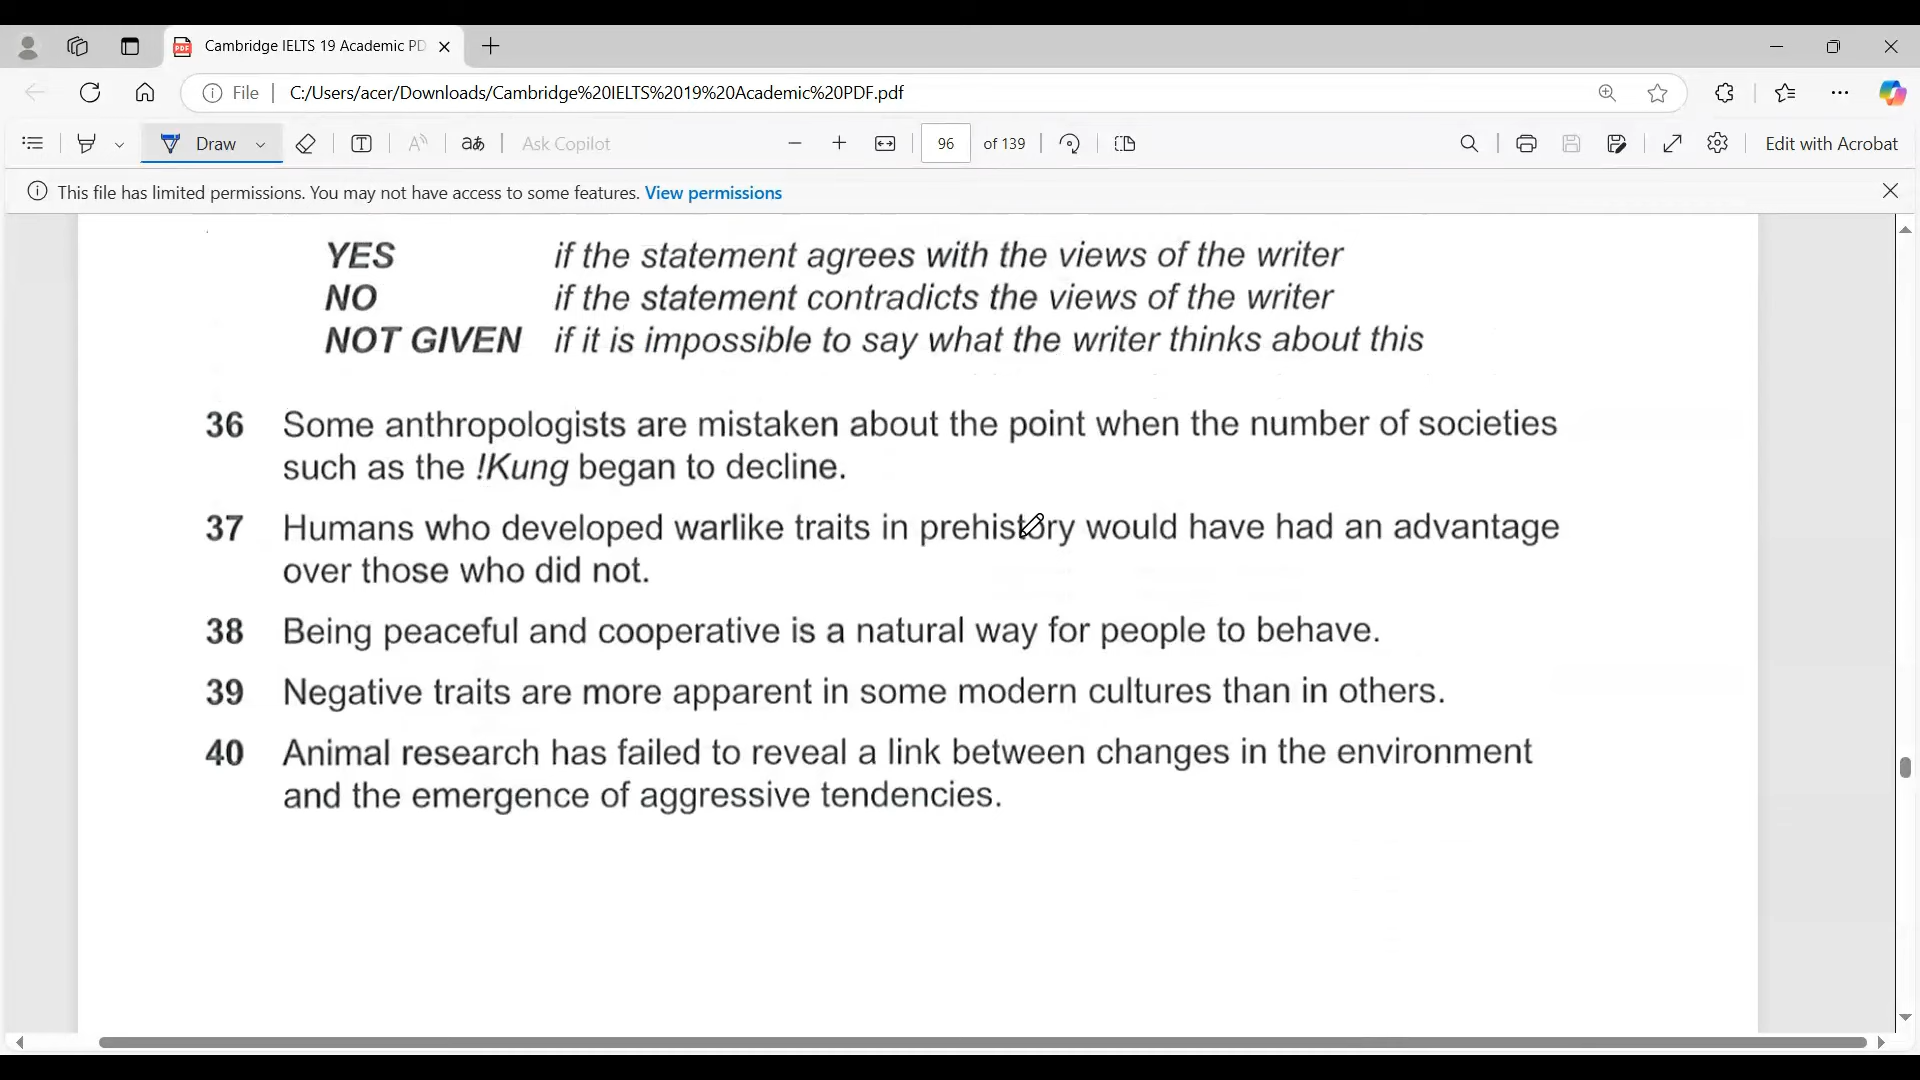 Cambridge IELTS 19 Academic PD
File
C:/Users/acer/Downloads/Cambridge%20IELTS%2019%20Academic%20PDF.pdf
Draw
Ask Copilot
96 of 139
Edit with Acrobat
This file has limited permissions. You may not have access to some features. View permissions
YES if the statement agrees with the views of the writer
NO if the statement contradicts the views of the writer
NOT GIVEN if it is impossible to say what the writer thinks about this
36 Some anthropologists are mistaken about the point when the number of societies
such as the !Kung began to decline.
37 Humans who developed warlike traits in prehistory would have had an advantage
over those who did not.
38 Being peaceful and cooperative is a natural way for people to behave.
39 Negative traits are more apparent in some modern cultures than in others.
40 Animal research has failed to reveal a link between changes in the environment
and the emergence of aggressive tendencies.